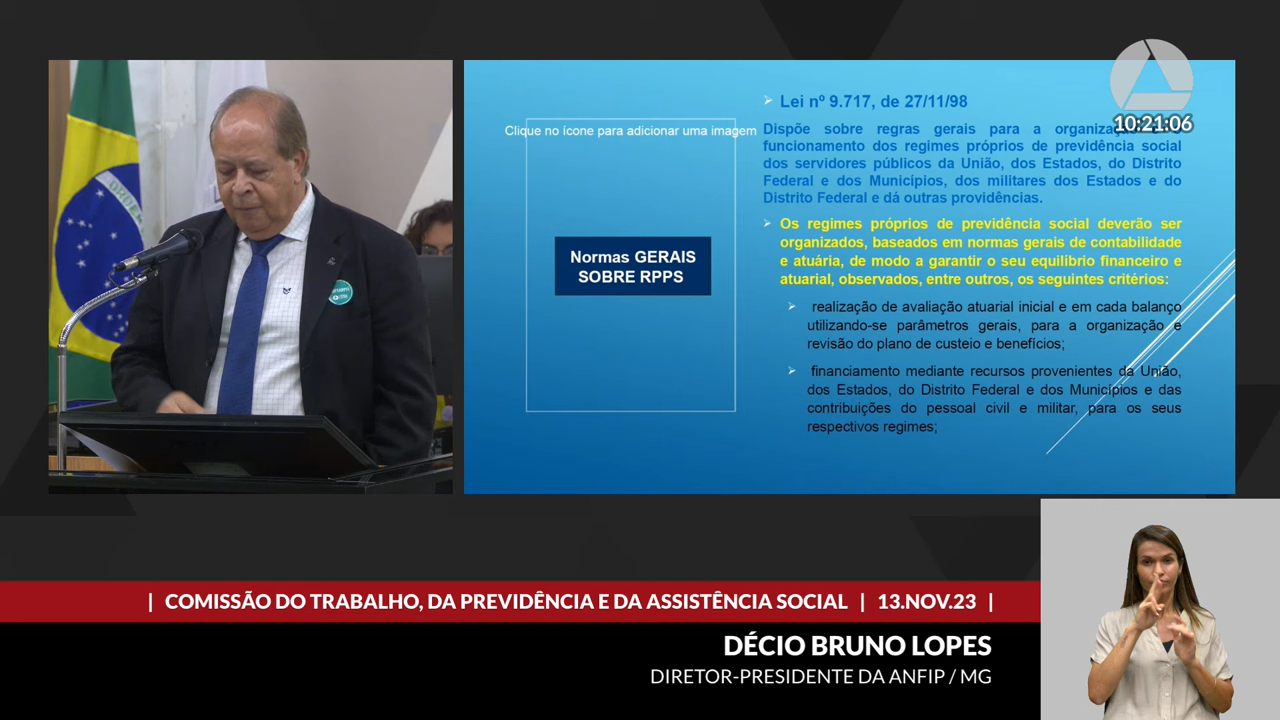 10:21:06
Clique no ícone para adicionar uma imagem
Normas GERAIS
SOBRE RPPS
Lei nº 9.717, de 27/11/98
Dispõe sobre regras gerais para a
funcionamento dos regimes próprios de previdência social
dos servidores públicos da União, dos Estados, do Distrito
Federal e dos Municípios, dos militares dos Estados e do
Distrito Federal e dá outras providências.
Os regimes próprios de previdência social deverão ser
organizados, baseados em normas gerais de contabilidade
e atuária, de modo a garantir o seu equilíbrio financeiro e
atuarial, observados, entre outros, os seguintes critérios:
realização de avaliação atuarial inicial e em cada balanço
utilizando-se parâmetros gerais, para a organização e
revisão do plano de custeio e benefícios;
financiamento mediante recursos provenientes da União,
dos Estados, do Distrito Federal e dos Municípios e das
contribuições do pessoal civil e militar, para os seus
respectivos regimes;
| COMISSÃO DO TRABALHO, DA PREVIDÊNCIA E DA ASSISTÊNCIA SOCIAL | 13.NOV.23 |
DÉCIO BRUNO LOPES
DIRETOR-PRESIDENTE DA ANFIP / MG